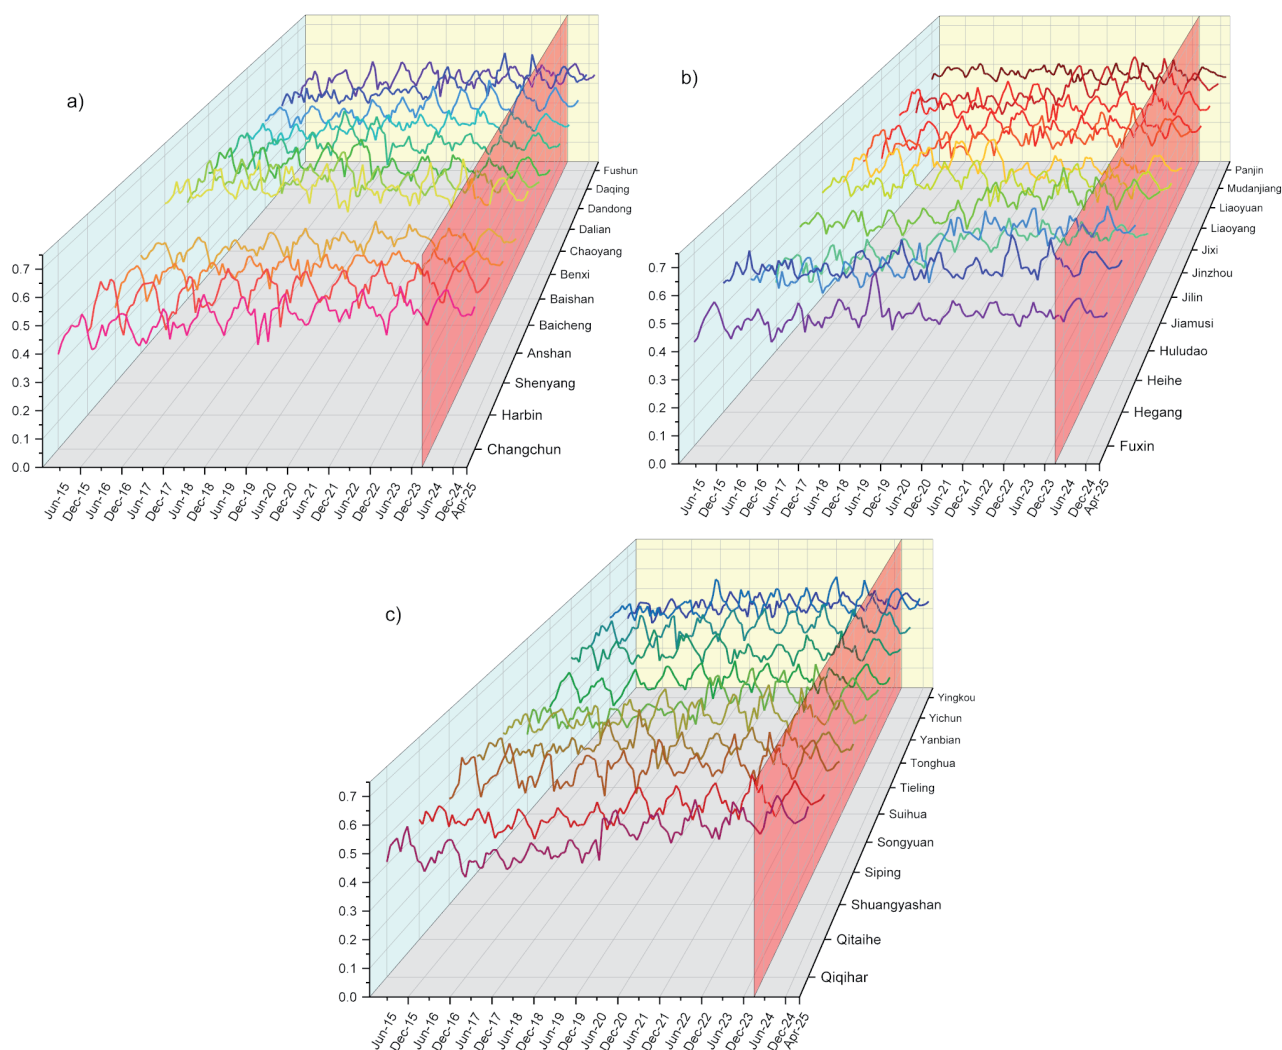 a)
Fushun
Daqing
Dandong
Dalian
Chaoyang
Benxi
Baishan
Baicheng
Anshan
Shenyang
Harbin
Changchun
0.7
0.6
0.5
0.4
0.3
0.2
0.1
0.0
Jun-15
Dec-15
Jun-16
Dec-16
Jun-17
Dec-17
Jun-18
Dec-18
Jun-19
Dec-19
Jun-20
Dec-20
Jun-21
Dec-21
Jun-22
Dec-22
Jun-23
Dec-23
Jun-24
Dec-24
Apr-25
b)
Panjin
Mudanjiang
Liaoyuan
Liaoyang
Jixi
Jinzhou
Jilin
Jiamusi
Huludao
Heihe
Hegang
Fuxin
0.7
0.6
0.5
0.4
0.3
0.2
0.1
0.0
Jun-15
Dec-15
Jun-16
Dec-16
Jun-17
Dec-17
Jun-18
Dec-18
Jun-19
Dec-19
Jun-20
Dec-20
Jun-21
Dec-21
Jun-22
Dec-22
Jun-23
Dec-23
Jun-24
Dec-24
Apr-25
c)
Yingkou
Yichun
Yanbian
Tonghua
Tieling
Suihua
Songyuan
Siping
Shuangyashan
Qitaihe
Qiqihar
0.7
0.6
0.5
0.4
0.3
0.2
0.1
0.0
Jun-15
Dec-15
Jun-16
Dec-16
Jun-17
Dec-17
Jun-18
Dec-18
Jun-19
Dec-19
Jun-20
Dec-20
Jun-21
Dec-21
Jun-22
Dec-22
Jun-23
Dec-23
Jun-24
Dec-24
Apr-25